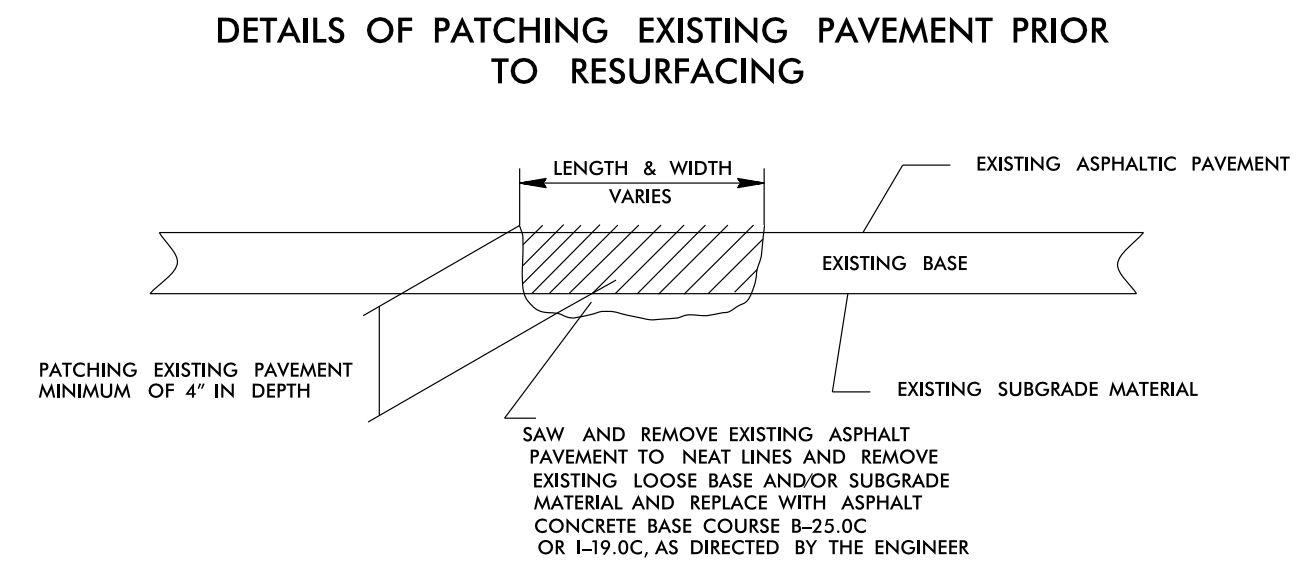 DETAILS OF PATCHING EXISTING PAVEMENT PRIOR
TO RESURFACING
LENGTH & WIDTH
VARIES
EXISTING ASPHALTIC PAVEMENT
EXISTING BASE
PATCHING EXISTING PAVEMENT
MINIMUM OF 4" IN DEPTH
EXISTING SUBGRADE MATERIAL
SAW AND REMOVE EXISTING ASPHALT
PAVEMENT TO NEAT LINES AND REMOVE
EXISTING LOOSE BASE AND/OR SUBGRADE
MATERIAL AND REPLACE WITH ASPHALT
CONCRETE BASE COURSE B-25.0C
OR I-19.0C, AS DIRECTED BY THE ENGINEER